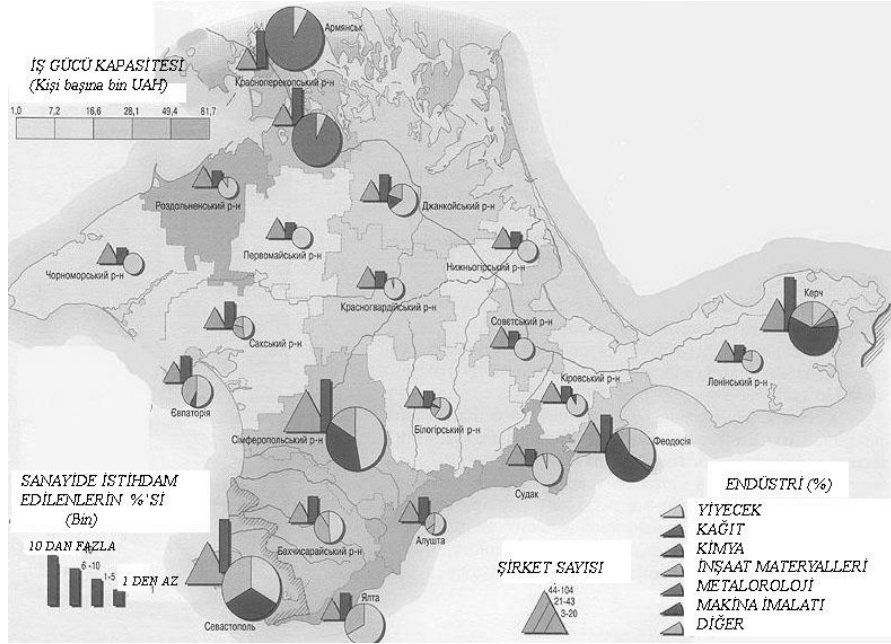 İŞ GÜCÜ KAPASİTESİ
(Kişi başına bin UAH)
1,0 7,2 16,6 28,1 49,4 81,7
Армянськ
Красноперекопський р-н
Роздольненський р-н
Джанкойський р-н
Первомайський р-н
Нижньогірський р-н
Чорноморський р-н
Красногвардійський р-н
Керч
Совєтський р-н
Сакський р-н
Ленінський р-н
Кіровський р-н
Євпаторія
Сімферопольський р-н
Білогірський р-н
Феодосія
Судак
Алушта
Бахчисарайський р-н
Ялта
Севастополь
SANAYİDE İSTİHDAM
EDİLENLERİN %'Sİ
(Bin)
10 DAN FAZLA
6 -10
1-5
1 DEN AZ
ŞİRKET SAYISI
44-104
21-43
3-20
ENDÜSTRİ (%)
YİYECEK
KAĞIT
KİMYA
İNŞAAT MATERYALLERİ
METALOROLOJİ
MAKİNA İMALATI
DİĞER